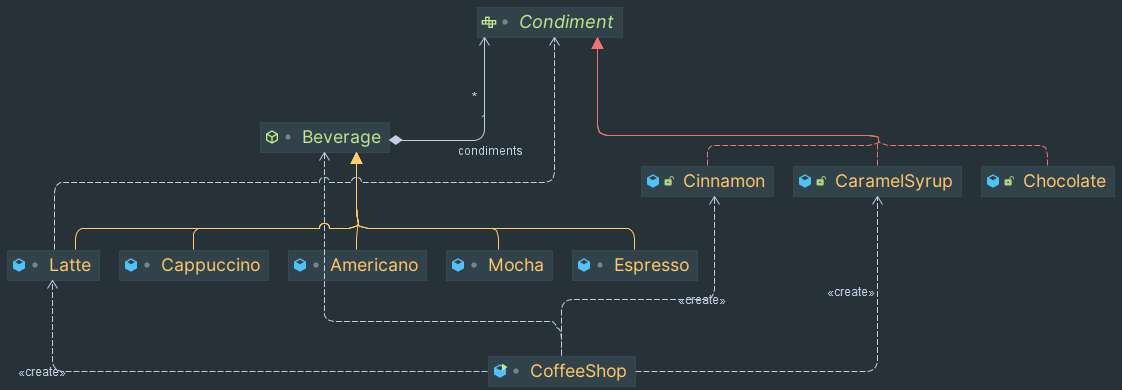 Condiment
*
Beverage
condiments
Cinnamon
CaramelSyrup
Chocolate
Latte
Cappuccino
Americano
Mocha
Espresso
«create»
«create»
«create»
CoffeeShop